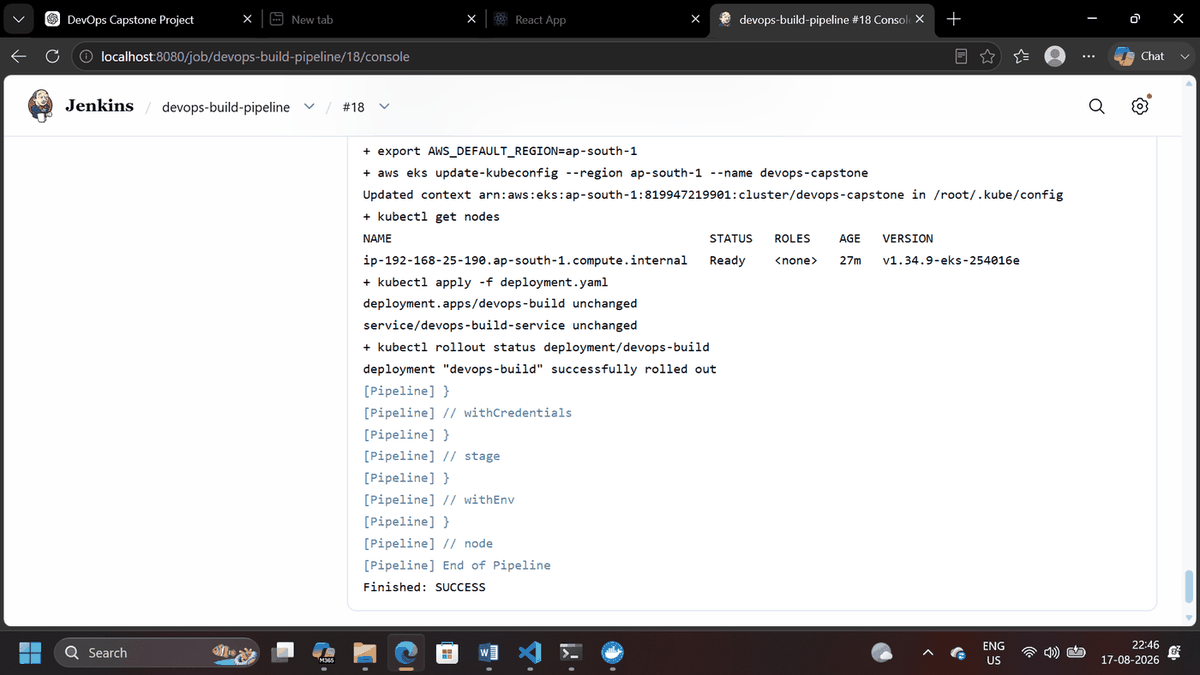 DevOps Capstone Project
New tab
React App
devops-build-pipeline #18 Consol
localhost:8080/job/devops-build-pipeline/18/console
Chat
Jenkins / devops-build-pipeline / #18
+ export AWS_DEFAULT_REGION=ap-south-1
+ aws eks update-kubeconfig --region ap-south-1 --name devops-capstone
Updated context arn:aws:eks:ap-south-1:819947219901:cluster/devops-capstone in /root/.kube/config
+ kubectl get nodes
NAME STATUS ROLES AGE VERSION
ip-192-168-25-190.ap-south-1.compute.internal Ready <none> 27m v1.34.9-eks-254016e
+ kubectl apply -f deployment.yaml
deployment.apps/devops-build unchanged
service/devops-build-service unchanged
+ kubectl rollout status deployment/devops-build
deployment "devops-build" successfully rolled out
[Pipeline] }
[Pipeline] // withCredentials
[Pipeline] }
[Pipeline] // stage
[Pipeline] }
[Pipeline] // withEnv
[Pipeline] }
[Pipeline] // node
[Pipeline] End of Pipeline
Finished: SUCCESS
Search
M365
ENG
US
22:46
17-08-2026